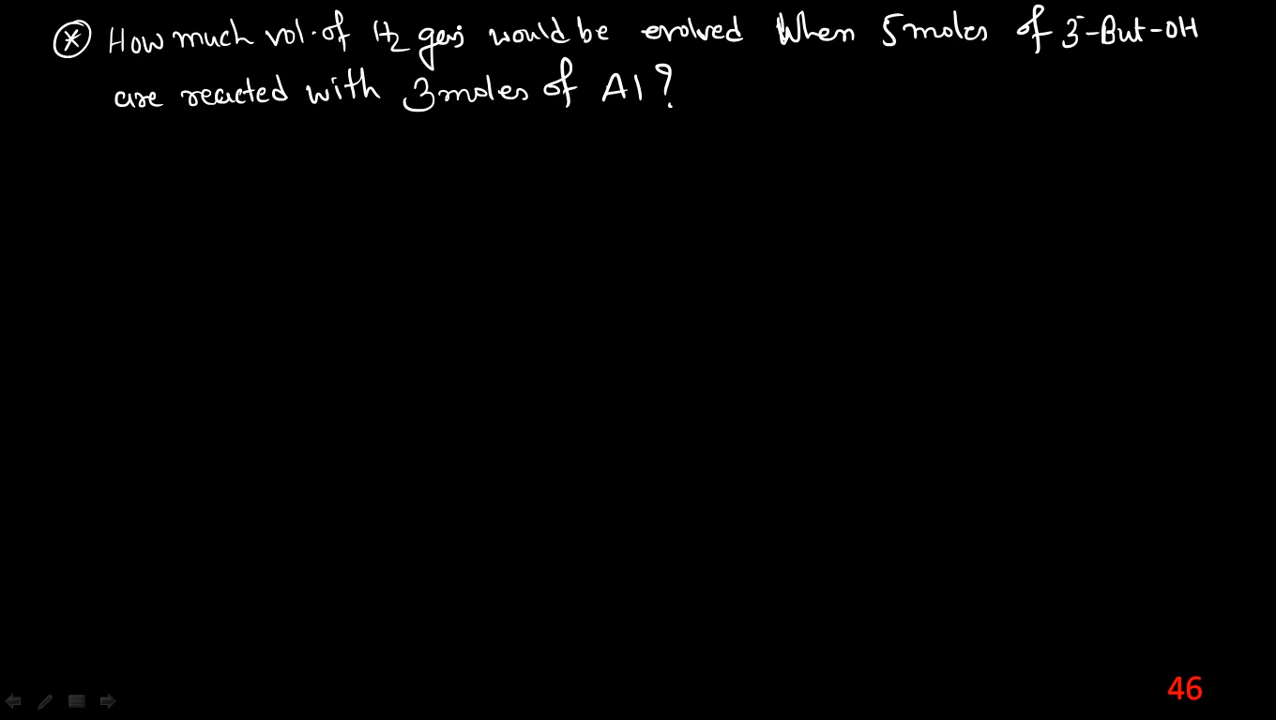 * How much vol. of H2 gas would be evolved When 5 moles of 3-But-OH
are reacted with 3 moles of Al?
46